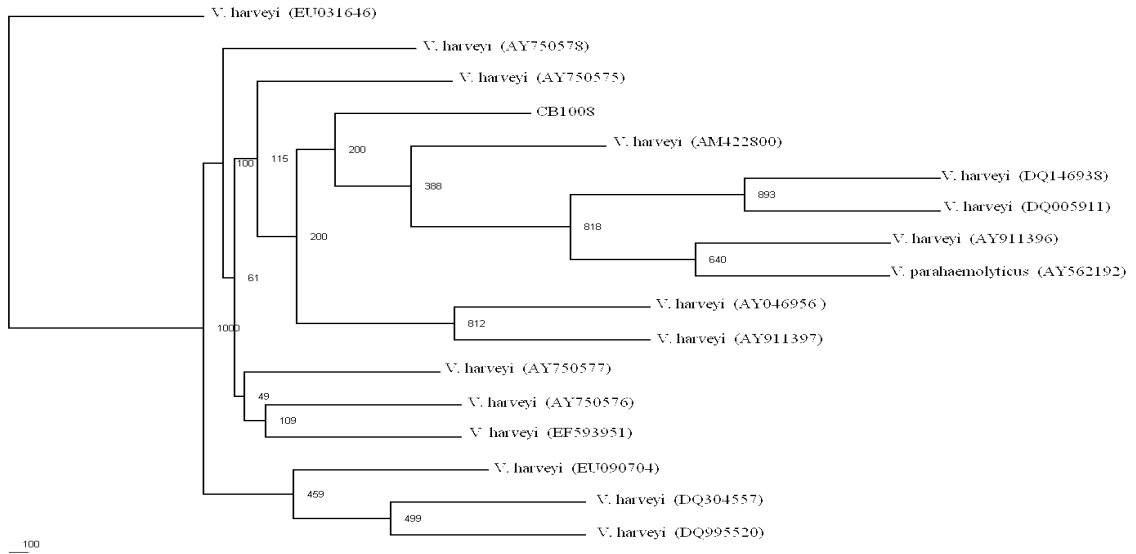 V. harveyi (EU031646)
V. harveyi (AY750578)
V. harveyi (AY750575)
CB1008
V. harveyi (AM422800)
V. harveyi (DQ146938)
V. harveyi (DQ005911)
V. harveyi (AY911396)
V. parahaemolyticus (AY562192)
V. harveyi (AY046956)
V. harveyi (AY911397)
V. harveyi (AY750577)
V. harveyi (AY750576)
V harveyi (EF593951)
V. harveyi (EU090704)
V. harveyi (DQ304557)
V. harveyi (DQ995520)
200
100
115
388
893
818
200
640
61
812
1000
49
109
459
499
100